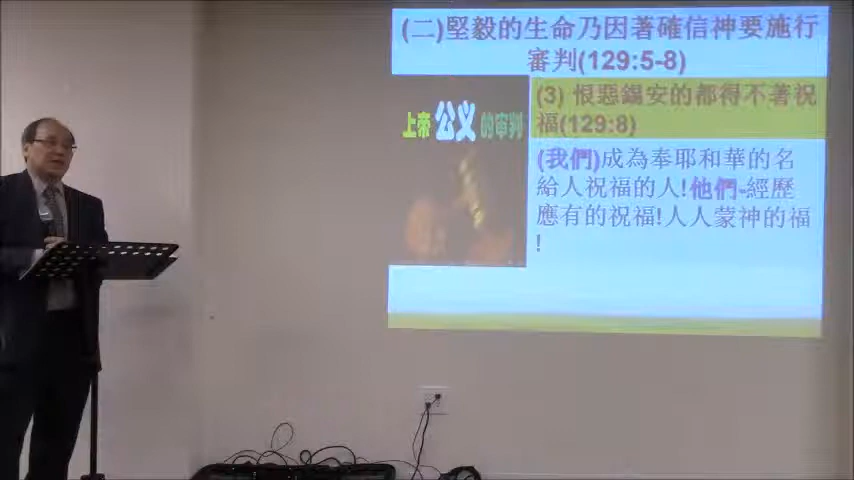 (二)堅毅的生命乃因著確信神要施行
審判(129:5-8)
上帝 公义 的审判
(3) 恨惡錫安的都得不著祝
福(129:8)
(我們)成為奉耶和華的名
給人祝福的人!他們-經歷
應有的祝福!人人蒙神的福
!